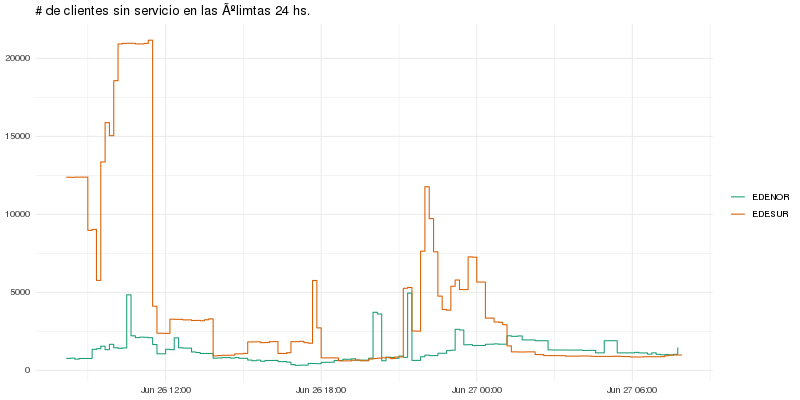 # de clientes sin servicio en las Ãºlimtas 24 hs.
20000
15000
10000
5000
0
Jun 26 12:00
Jun 26 18:00
Jun 27 00:00
Jun 27 06:00
EDENOR
EDESUR